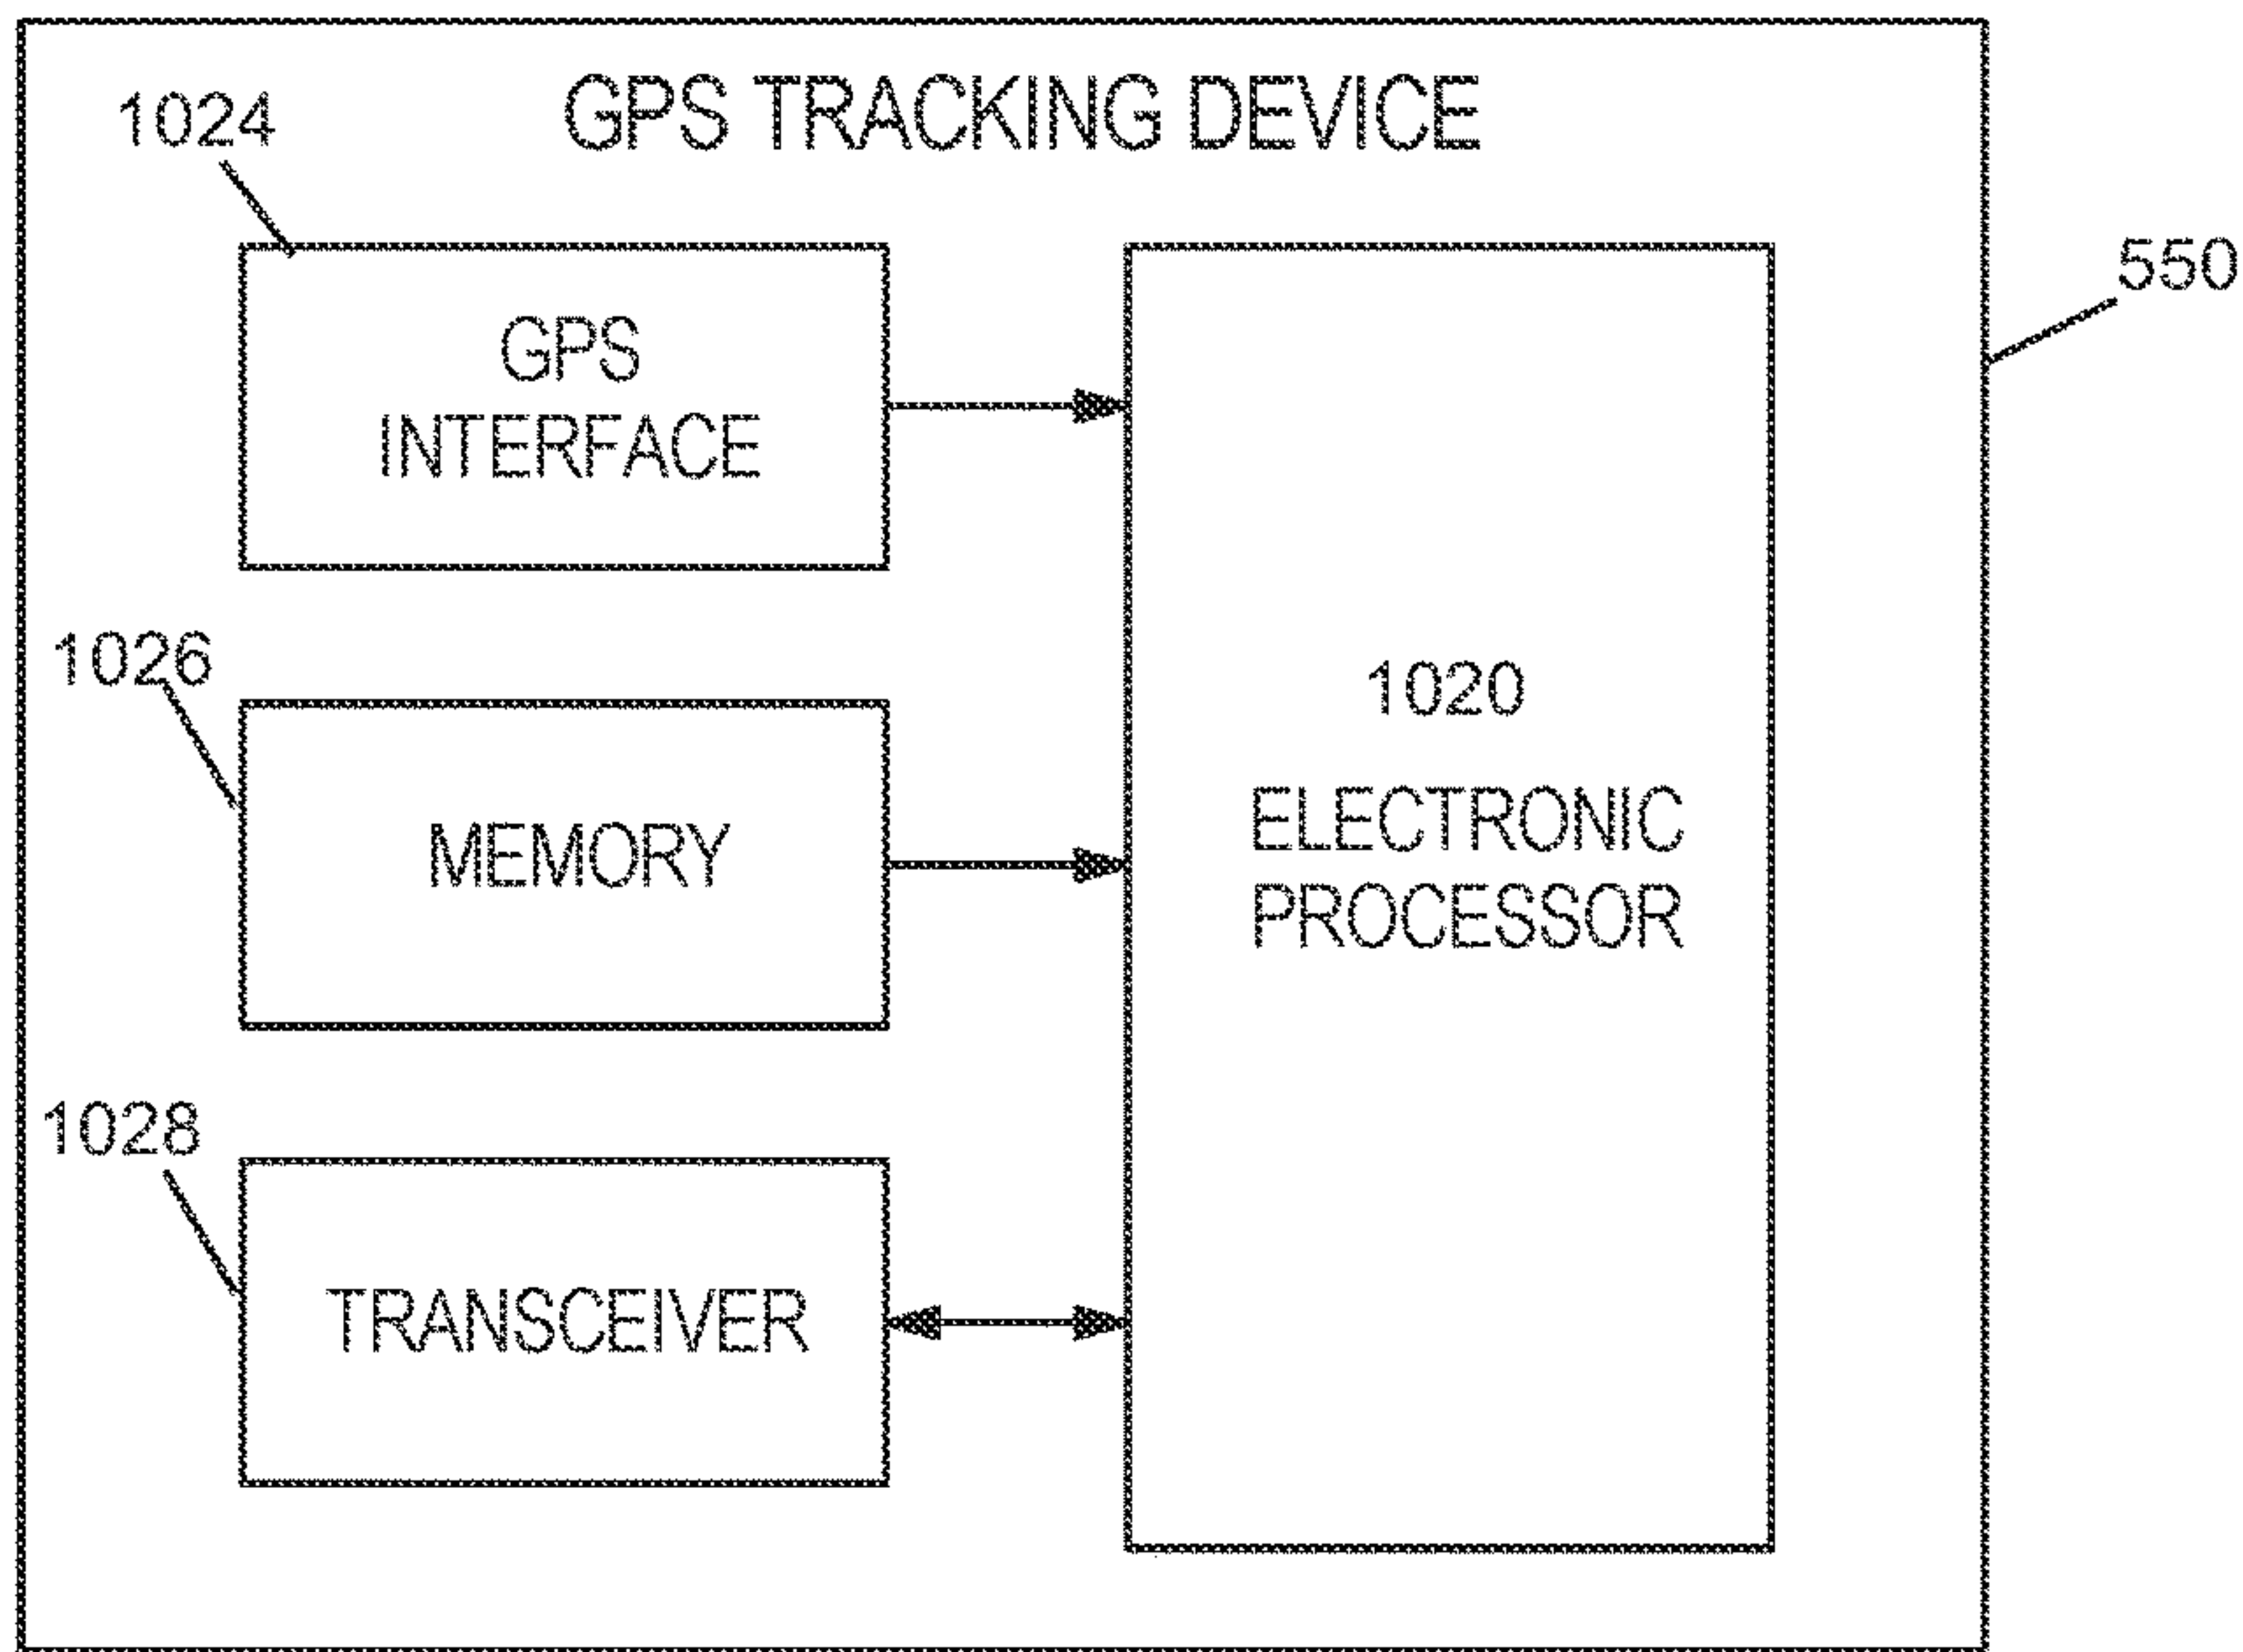 GPS TRACKING DEVICE
1024
550
GPS
INTERFACE
1026
1020
MEMORY
ELECTRONIC
PROCESSOR
1028
TRANSCEIVER